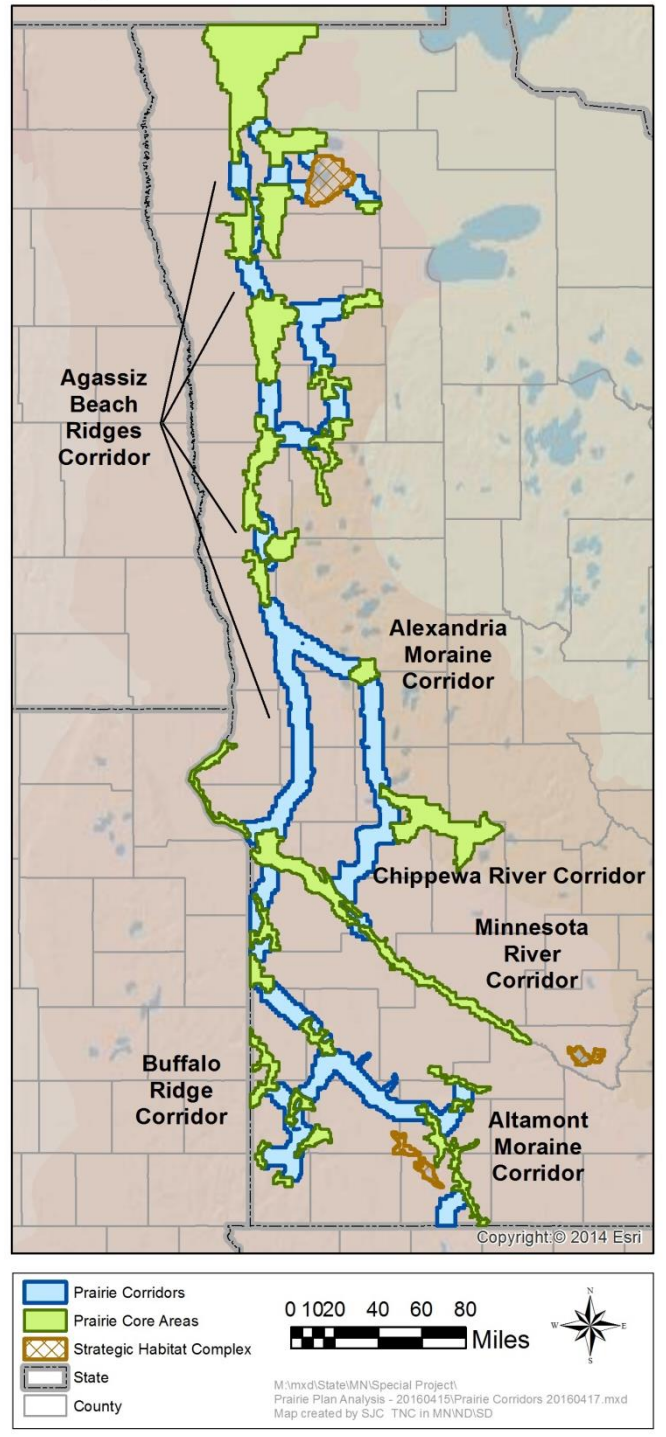 Agassiz
Beach
Ridges
Corridor
Alexandria
Moraine
Corridor
Chippewa River Corridor
Minnesota
River
Corridor
Buffalo
Ridge
Corridor
Altamont
Moraine
Corridor
Copyright:© 2014 Esri
Prairie Corridors
Prairie Core Areas
Strategic Habitat Complex
State
County
0 1020 40 60 80
Miles
N
W E
S
M:\mxd\State\MN\Special Project\
Prairie Plan Analysis - 20160415\Prairie Corridors 20160417.mxd
Map created by SJC TNC in MN\ND\SD